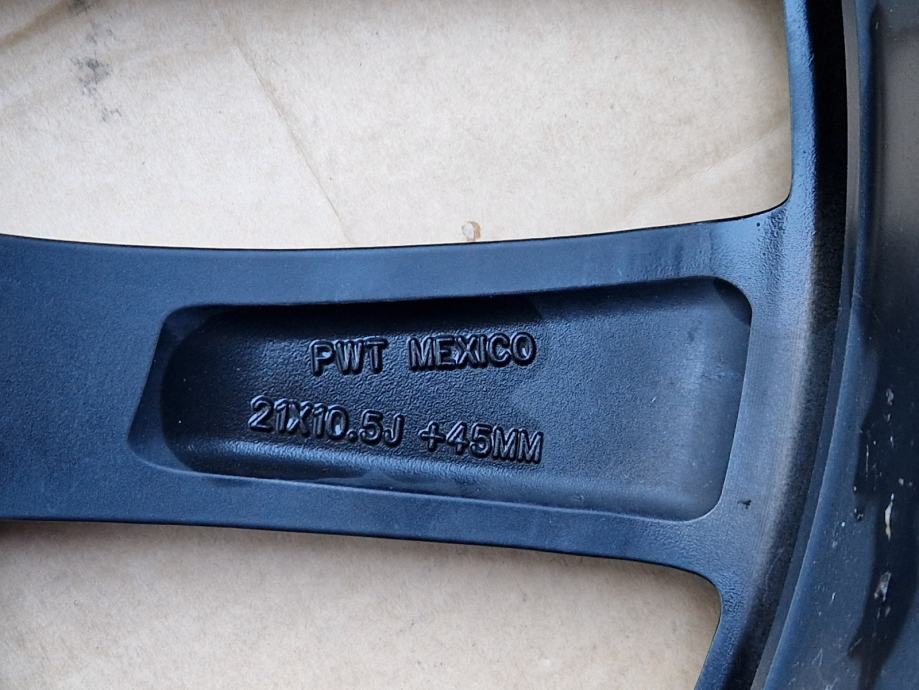 PWT MEXICO
21X10.5J +45MM